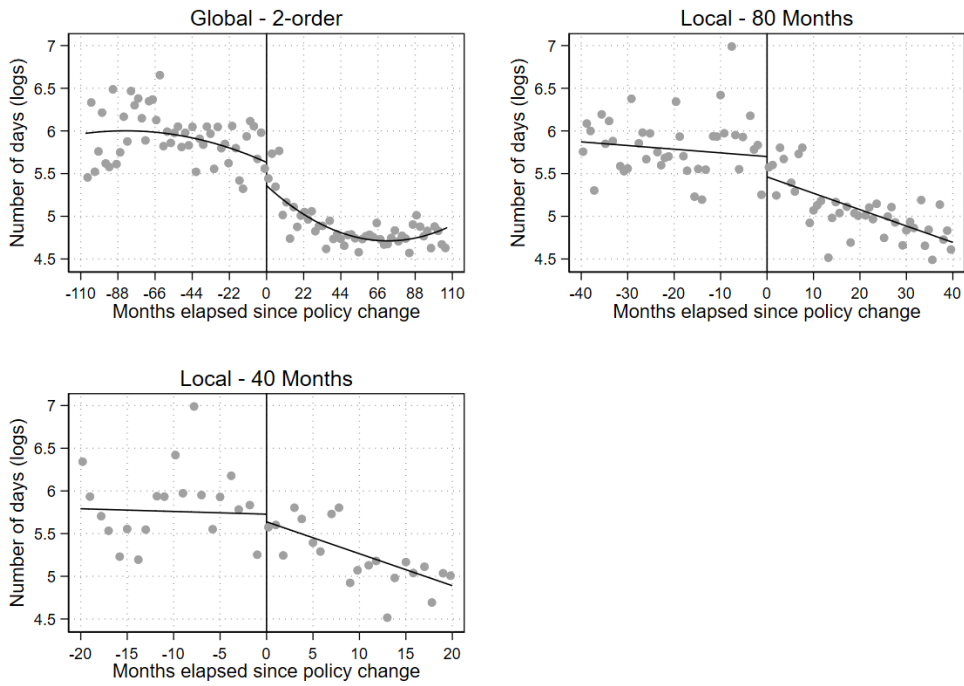 Global - 2-order
Number of days (logs)
7
6.5
6
5.5
5
4.5
-110 -88 -66 -44 -22 0 22 44 66 88 110
Months elapsed since policy change
Local - 80 Months
Number of days (logs)
7
6.5
6
5.5
5
4.5
-40 -30 -20 -10 0 10 20 30 40
Months elapsed since policy change
Local - 40 Months
Number of days (logs)
7
6.5
6
5.5
5
4.5
-20 -15 -10 -5 0 5 10 15 20
Months elapsed since policy change